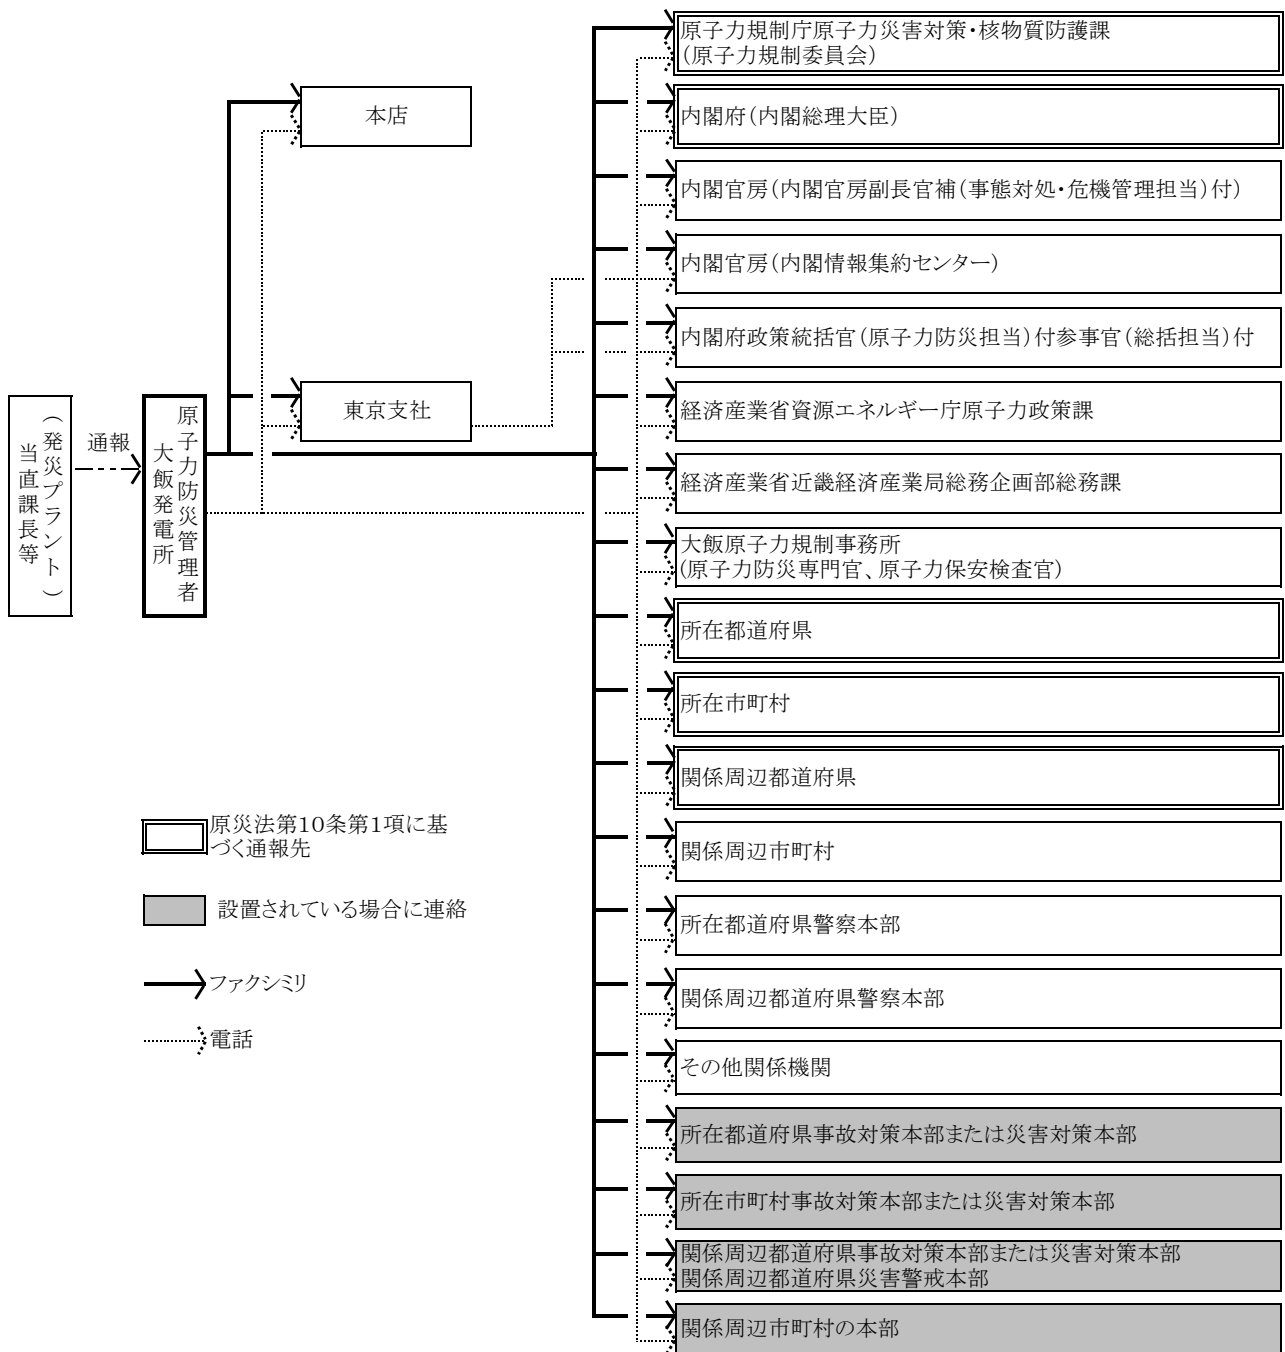 原子力規制庁原子力災害対策・核物質防護課
(原子力規制委員会)
本店
内閣府(内閣総理大臣)
内閣官房(内閣官房副長官補(事態対処・危機管理担当)付)
内閣官房(内閣情報集約センター)
内閣府政策統括官(原子力防災担当)付参事官(総括担当)付
東京支社
経済産業省資源エネルギー庁原子力政策課
(発災プラント)
当直課長等
通報
原子力防災管理者
大飯発電所
経済産業省近畿経済産業局総務企画部総務課
大飯原子力規制事務所
(原子力防災専門官、原子力保安検査官)
所在都道府県
所在市町村
関係周辺都道府県
原災法第10条第1項に基
づく通報先
関係周辺市町村
設置されている場合に連絡
所在都道府県警察本部
ファクシミリ
関係周辺都道府県警察本部
電話
その他関係機関
所在都道府県事故対策本部または災害対策本部
所在市町村事故対策本部または災害対策本部
関係周辺都道府県事故対策本部または災害対策本部
関係周辺都道府県災害警戒本部
関係周辺市町村の本部